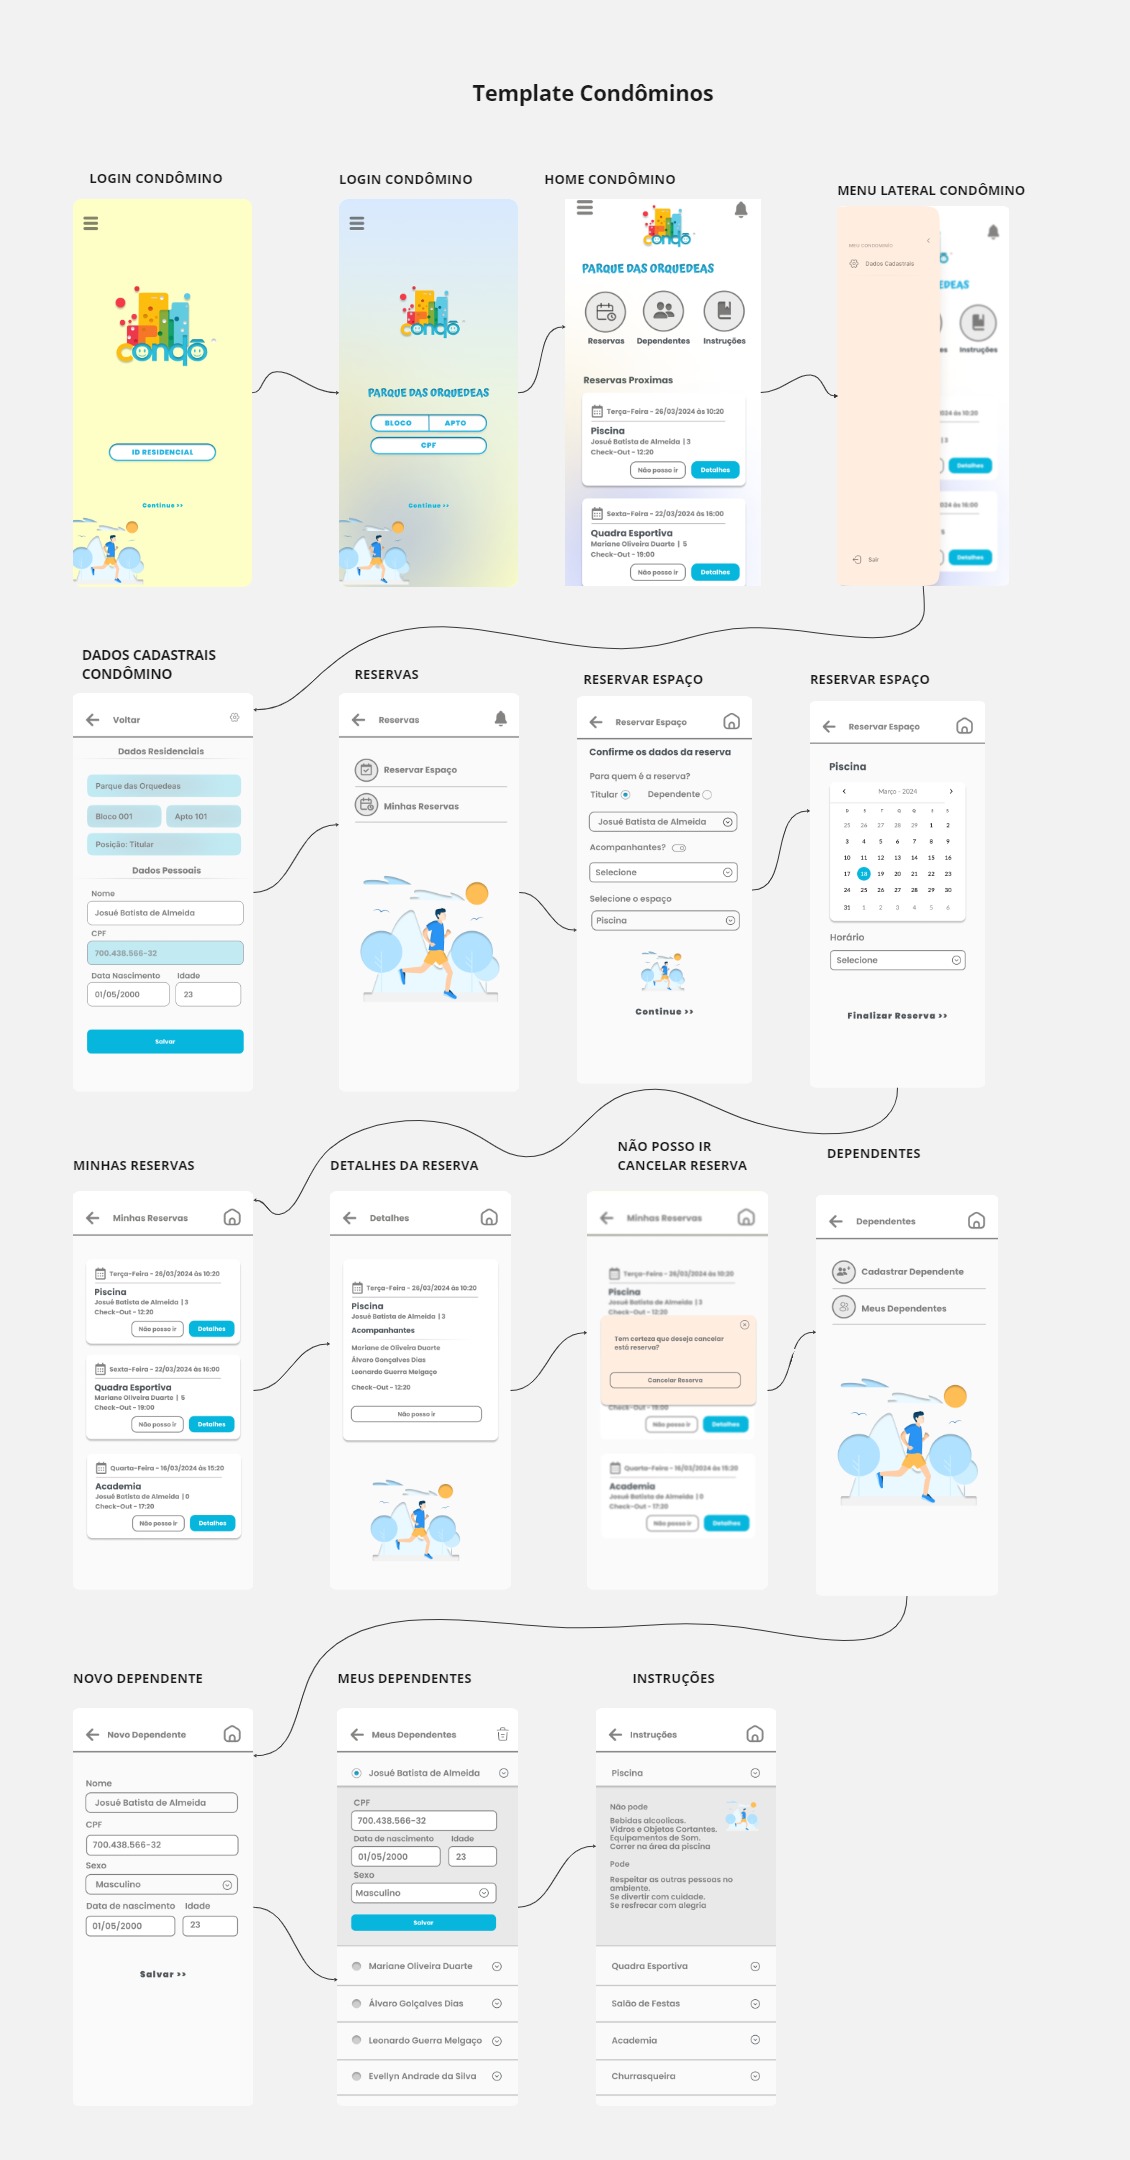 Template Condôminos
LOGIN CONDÔMINO
condô
ID RESIDENCIAL
Continue >>
LOGIN CONDÔMINO
condô
PARQUE DAS ORQUEDEAS
BLOCO APTO
CPF
Continue >>
HOME CONDÔMINO
condô
PARQUE DAS ORQUEDEAS
Reservas Dependentes Instruções
Reservas Proximas
Terça-Feira - 26/03/2024 às 10:20
Piscina
Josué Batista de Almeida | 3
Check-Out - 12:20
Não posso ir Detalhes
Sexta-Feira - 22/03/2024 às 16:00
Quadra Esportiva
Mariane Oliveira Duarte | 5
Check-Out - 19:00
Não posso ir Detalhes
MENU LATERAL CONDÔMINO
MEU CONDOMINIO
Dados Cadastrais
EDEAS
es Instruções
024 às 10:20
| 3
Detalhes
024 às 16:00
5
Detalhes
Sair
DADOS CADASTRAIS
CONDÔMINO
Voltar
Dados Residenciais
Parque das Orquedeas
Bloco 001 Apto 101
Posição: Titular
Dados Pessoais
Nome
Josué Batista de Almeida
CPF
700.438.566-32
Data Nascimento Idade
01/05/2000 23
Salvar
RESERVAS
Reservas
Reservar Espaço
Minhas Reservas
RESERVAR ESPAÇO
Reservar Espaço
Confirme os dados da reserva
Para quem é a reserva?
Titular Dependente
Josué Batista de Almeida
Acompanhantes?
Selecione
Selecione o espaço
Piscina
Continue >>
RESERVAR ESPAÇO
Reservar Espaço
Piscina
Março - 2024
D S T Q Q F S
25 26 27 28 29 1 2
3 4 5 6 7 8 9
10 11 12 13 14 15 16
17 18 19 20 21 22 23
24 25 26 27 28 29 30
31 1 2 3 4 5 6
Horário
Selecione
Finalizar Reserva >>
MINHAS RESERVAS
Minhas Reservas
Terça-Feira - 26/03/2024 às 10:20
Piscina
Josué Batista de Almeida | 3
Check-Out - 12:20
Não posso ir Detalhes
Sexta-Feira - 22/03/2024 às 16:00
Quadra Esportiva
Mariane Oliveira Duarte | 5
Check-Out - 19:00
Não posso ir Detalhes
Quarta-Feira - 16/03/2024 ás 15:20
Academia
Josué Batista de Almeida | 0
Check-Out - 17:20
Não posso ir Detalhes
DETALHES DA RESERVA
Detalhes
Terça-Feira - 26/03/2024 às 10:20
Piscina
Josué Batista de Almeida | 3
Acompanhantes
Mariane de Oliveira Duarte
Álvaro Gonçalves Dias
Leonardo Guerra Melgaço
Check-Out - 12:20
Não posso ir
NÃO POSSO IR
CANCELAR RESERVA
Minhas Reservas
Terça-Feira - 26/03/2024 às 10:20
Piscina
Josué Batista de Almeida | 3
Check-Out - 12:20
Tem certeza que deseja cancelar
está reserva?
Cancelar Reserva
Check-Out - 19:00
Não posso ir Detalhes
Quarta-Feira - 16/03/2024 ás 15:20
Academia
Josué Batista de Almeida | 0
Check-Out - 17:20
Não posso ir Detalhes
DEPENDENTES
Dependentes
Cadastrar Dependente
Meus Dependentes
NOVO DEPENDENTE
Novo Dependente
Nome
Josué Batista de Almeida
CPF
700.438.566-32
Sexo
Masculino
Data de nascimento Idade
01/05/2000 23
Salvar >>
MEUS DEPENDENTES
Meus Dependentes
Josué Batista de Almeida
CPF
700.438.566-32
Data de nascimento Idade
01/05/2000 23
Sexo
Masculino
Salvar
Mariane Oliveira Duarte
Álvaro Golçalves Dias
Leonardo Guerra Melgaço
Evellyn Andrade da Silva
INSTRUÇÕES
Instruções
Piscina
Não pode
Bebidas alcoolicas.
Vidros e Objetos Cortantes.
Equipamentos de Som.
Correr na área da piscina
Pode
Respeitar as outras pessoas no
ambiente.
Se divertir com cuidade.
Se resfrecar com alegria
Quadra Esportiva
Salão de Festas
Academia
Churrasqueira